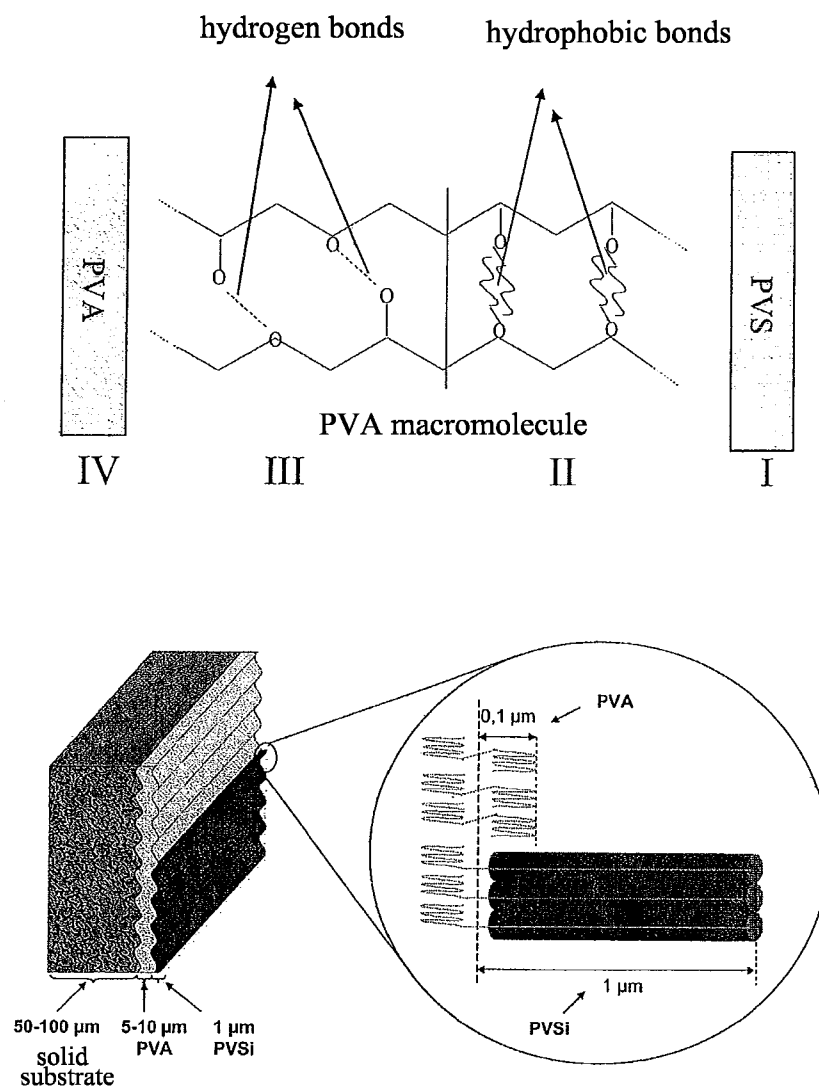 hydrogen bonds
hydrophobic bonds
PVA
O
O
O
O
O
O
O
O
PVS
PVA macromolecule
IV
III
II
I
0,1 µm
PVA
1 µm
PVSi
50-100 µm
solid
substrate
5-10 µm
PVA
1 µm
PVSi